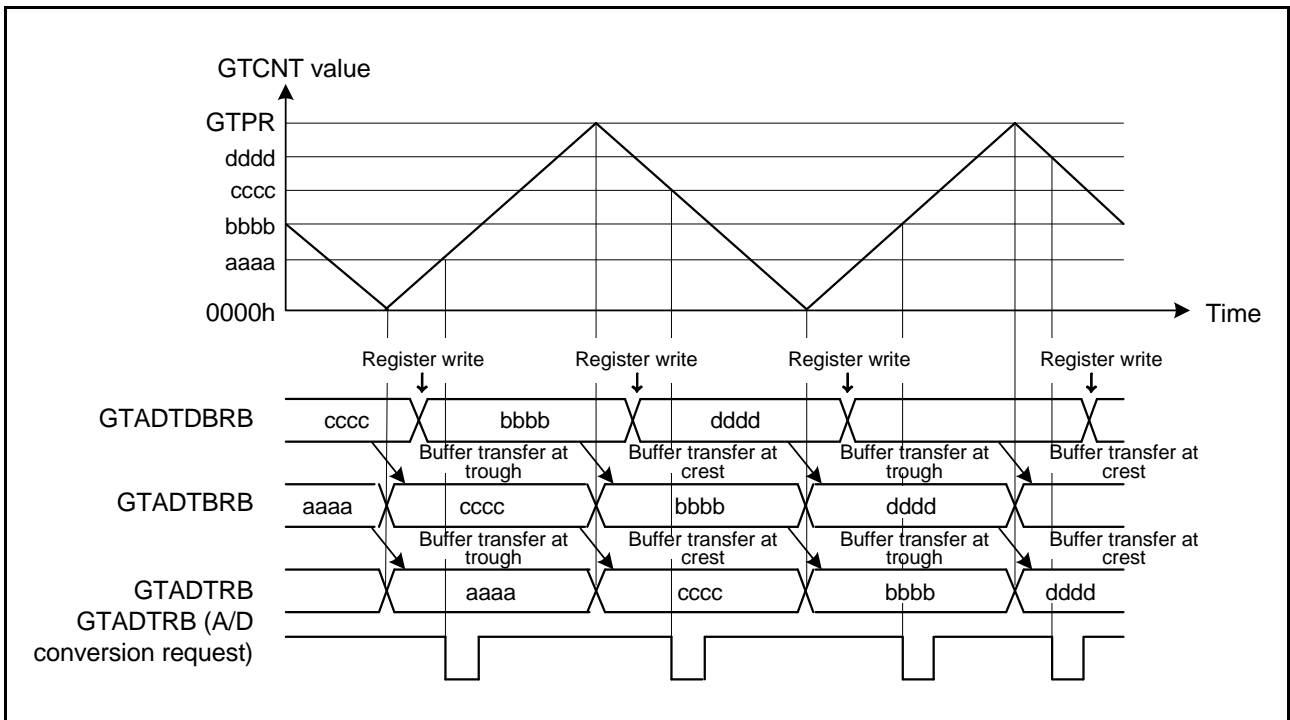 GTCNT value
GTPR
dddd
cccc
bbbb
aaaa
0000h
Time
Register write
Register write
Register write
Register write
GTADTDBRB
cccc
bbbb
dddd
Buffer transfer at
trough
Buffer transfer at
crest
Buffer transfer at
trough
Buffer transfer at
crest
GTADTBRB
aaaa
cccc
bbbb
dddd
Buffer transfer at
trough
Buffer transfer at
crest
Buffer transfer at
trough
Buffer transfer at
crest
GTADTRB
aaaa
cccc
bbbb
dddd
GTADTRB (A/D
conversion request)